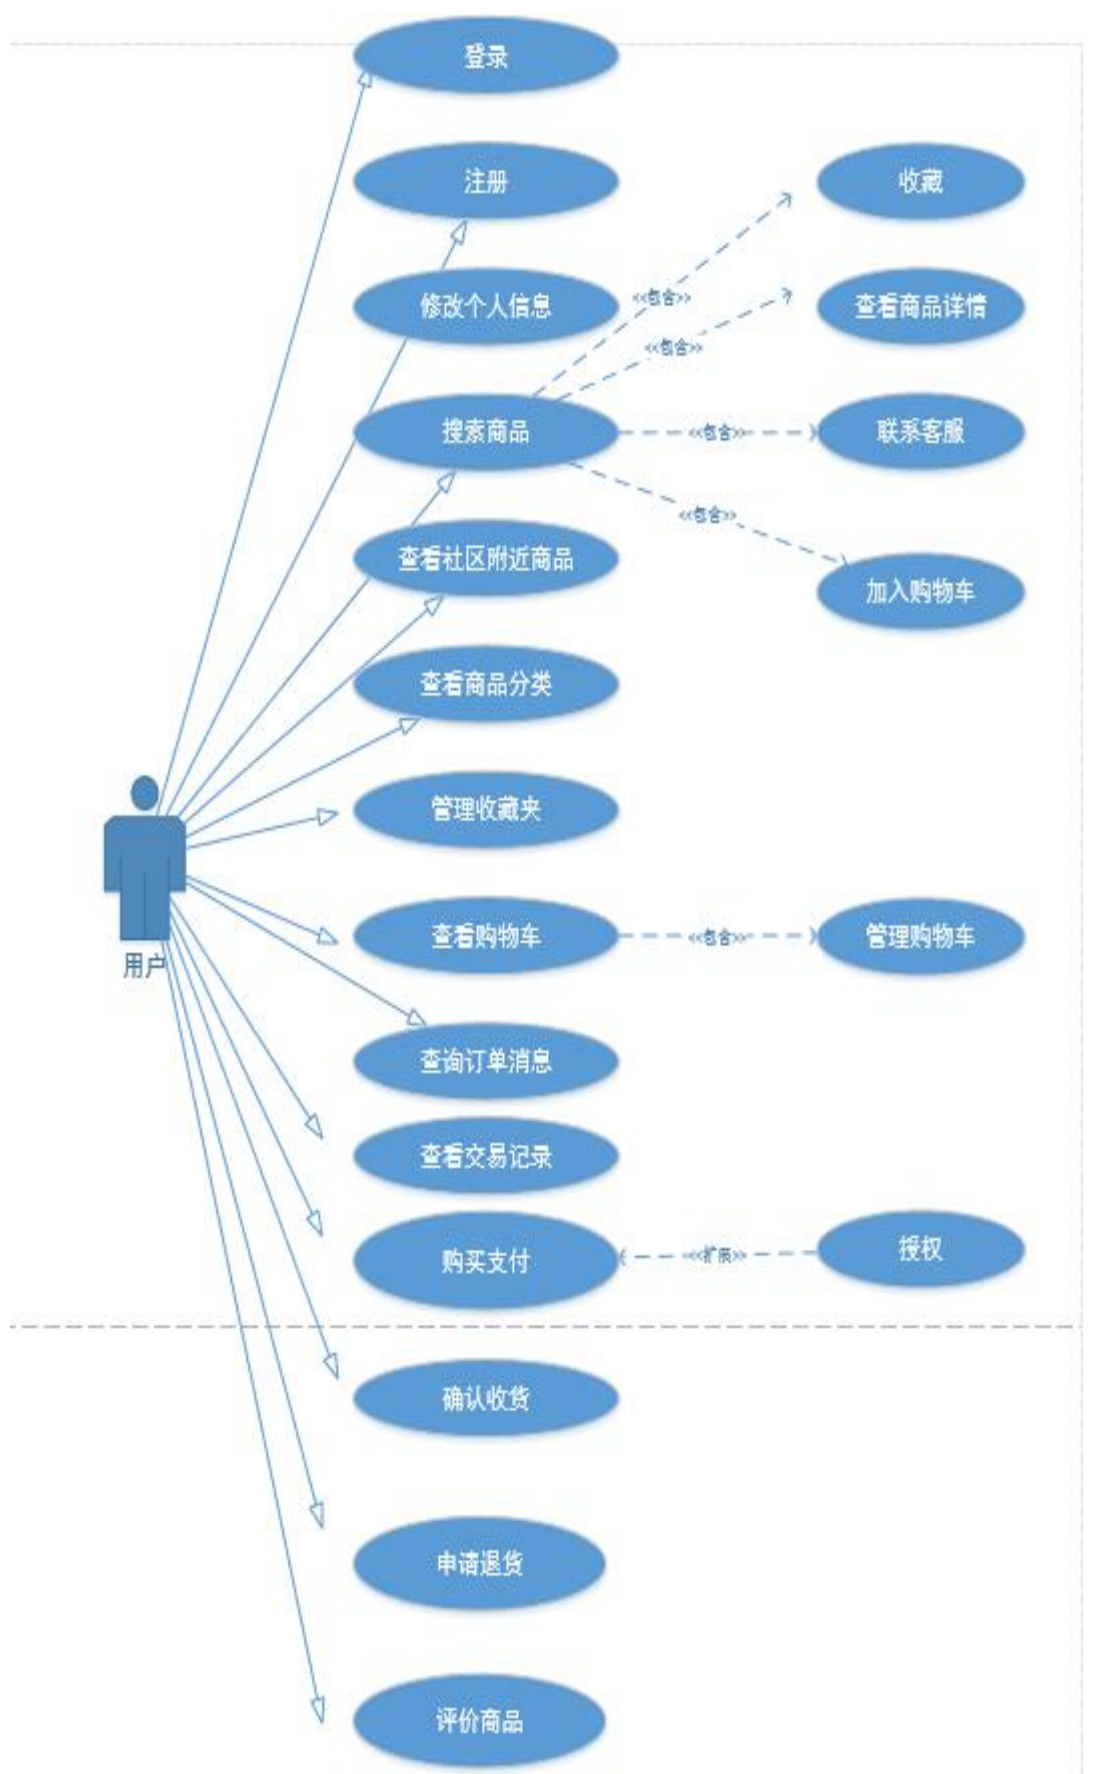 登录
注册
收藏
修改个人信息
<<包含>>
查看商品详情
<<包含>>
搜索商品
<<包含>>
联系客服
<<包含>>
查看社区附近商品
加入购物车
查看商品分类
管理收藏夹
用户
查看购物车
<<包含>>
管理购物车
查询订单消息
查看交易记录
购买支付
<<扩展>>
授权
确认收货
申请退货
评价商品